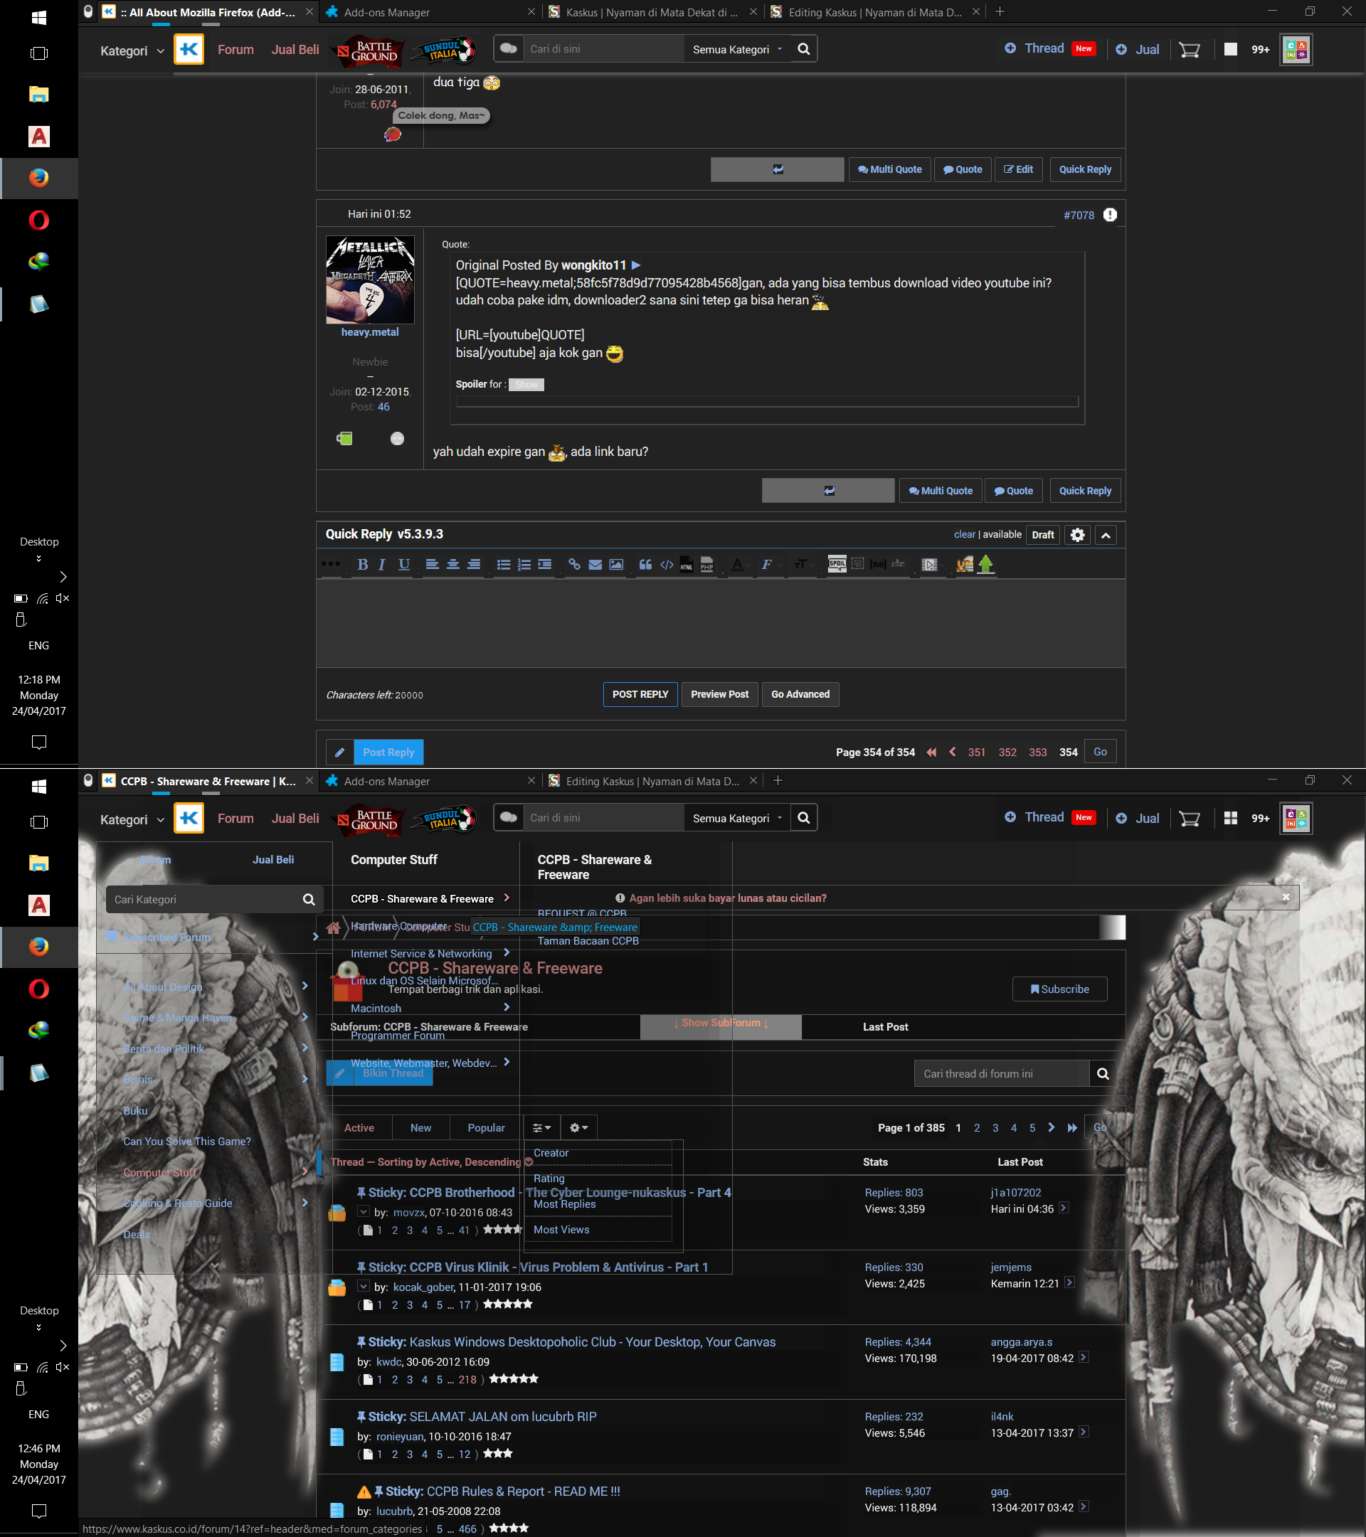 :: All About Mozilla Firefox (Add-...
Add-ons Manager
Kaskus | Nyaman di Mata Dekat di ...
Editing Kaskus | Nyaman di Mata D...
Kategori
Forum
Jual Beli
BATTLE GROUND
SUNDUL ITALIA
Cari di sini
Semua Kategori
Thread New
Jual
99+
Join: 28-06-2011,
Post: 6,074
dua tiga
Colek dong, Mas~
Multi Quote
Quote
Edit
Quick Reply
Hari ini 01:52
#7078
METALLICA
SLAYER
MEGADETH ANTHRAX
heavy.metal
Newbie
Join: 02-12-2015,
Post: 46
Quote:
Original Posted By wongkito11
[QUOTE=heavy.metal;58fc5f78d9d77095428b4568]gan, ada yang bisa tembus download video youtube ini?
udah coba pake idm, downloader2 sana sini tetep ga bisa heran
[URL=[youtube]QUOTE]
bisa[/youtube] aja kok gan
Spoiler for : Show
yah udah expire gan , ada link baru?
Multi Quote
Quote
Quick Reply
Quick Reply v5.3.9.3
clear | available
Draft
B I U
HTML PHP
A F TT
SPOIL
Characters left: 20000
POST REPLY
Preview Post
Go Advanced
Post Reply
Page 354 of 354
351
352
353
354
Go
Desktop
ENG
12:18 PM
Monday
24/04/2017
CCPB - Shareware & Freeware | K...
Add-ons Manager
Editing Kaskus | Nyaman di Mata D...
Kategori
Forum
Jual Beli
BATTLE GROUND
SUNDUL ITALIA
Cari di sini
Semua Kategori
Thread New
Jual
99+
Forum
Jual Beli
Computer Stuff
CCPB - Shareware & Freeware
Cari Kategori
CCPB - Shareware & Freeware
Agan lebih suka bayar lunas atau cicilan?
REQUEST @ CCPB
Subscribed Forum
Hardware Computer
Forum
Computer Stu
CCPB - Shareware &amp; Freeware
Taman Bacaan CCPB
Internet Service & Networking
CCPB - Shareware & Freeware
Linux dan OS Selain Microsof...
Tempat berbagi trik dan aplikasi.
Subscribe
All About Design
Macintosh
Anime & Manga Haven
Subforum: CCPB - Shareware & Freeware
↓ Show SubForum ↓
Last Post
Programmer Forum
Berita dan Politik
Website, Webmaster, Webdev...
Bikin Thread
Cari thread di forum ini
Bisnis
Buku
Can You Solve This Game?
Computer Stuff
Cooking & Resto Guide
Deals
Active
New
Popular
Page 1 of 385 1 2 3 4 5
Go
Creator
Rating
Most Replies
Most Views
Thread — Sorting by Active, Descending
Stats
Last Post
Sticky: CCPB Brotherhood - The Cyber Lounge-nukaskus - Part 4
by: movzx, 07-10-2016 08:43
( 1 2 3 4 5 ... 41 )
Replies: 803
Views: 3,359
j1a107202
Hari ini 04:36
Sticky: CCPB Virus Klinik - Virus Problem & Antivirus - Part 1
by: kocak_gober, 11-01-2017 19:06
( 1 2 3 4 5 ... 17 )
Replies: 330
Views: 2,425
jemjems
Kemarin 12:21
Sticky: Kaskus Windows Desktopoholic Club - Your Desktop, Your Canvas
by: kwdc, 30-06-2012 16:09
( 1 2 3 4 5 ... 218 )
Replies: 4,344
Views: 170,198
angga.arya.s
19-04-2017 08:42
Sticky: SELAMAT JALAN om lucubrb RIP
by: ronieyuan, 10-10-2016 18:47
( 1 2 3 4 5 ... 12 )
Replies: 232
Views: 5,546
il4nk
13-04-2017 13:37
Sticky: CCPB Rules & Report - READ ME !!!
by: lucubrb, 21-05-2008 22:08
5 ... 466 )
Replies: 9,307
Views: 118,894
gag.
13-04-2017 03:42
Desktop
ENG
12:46 PM
Monday
24/04/2017
https://www.kaskus.co.id/forum/14?ref=header&med=forum_categories